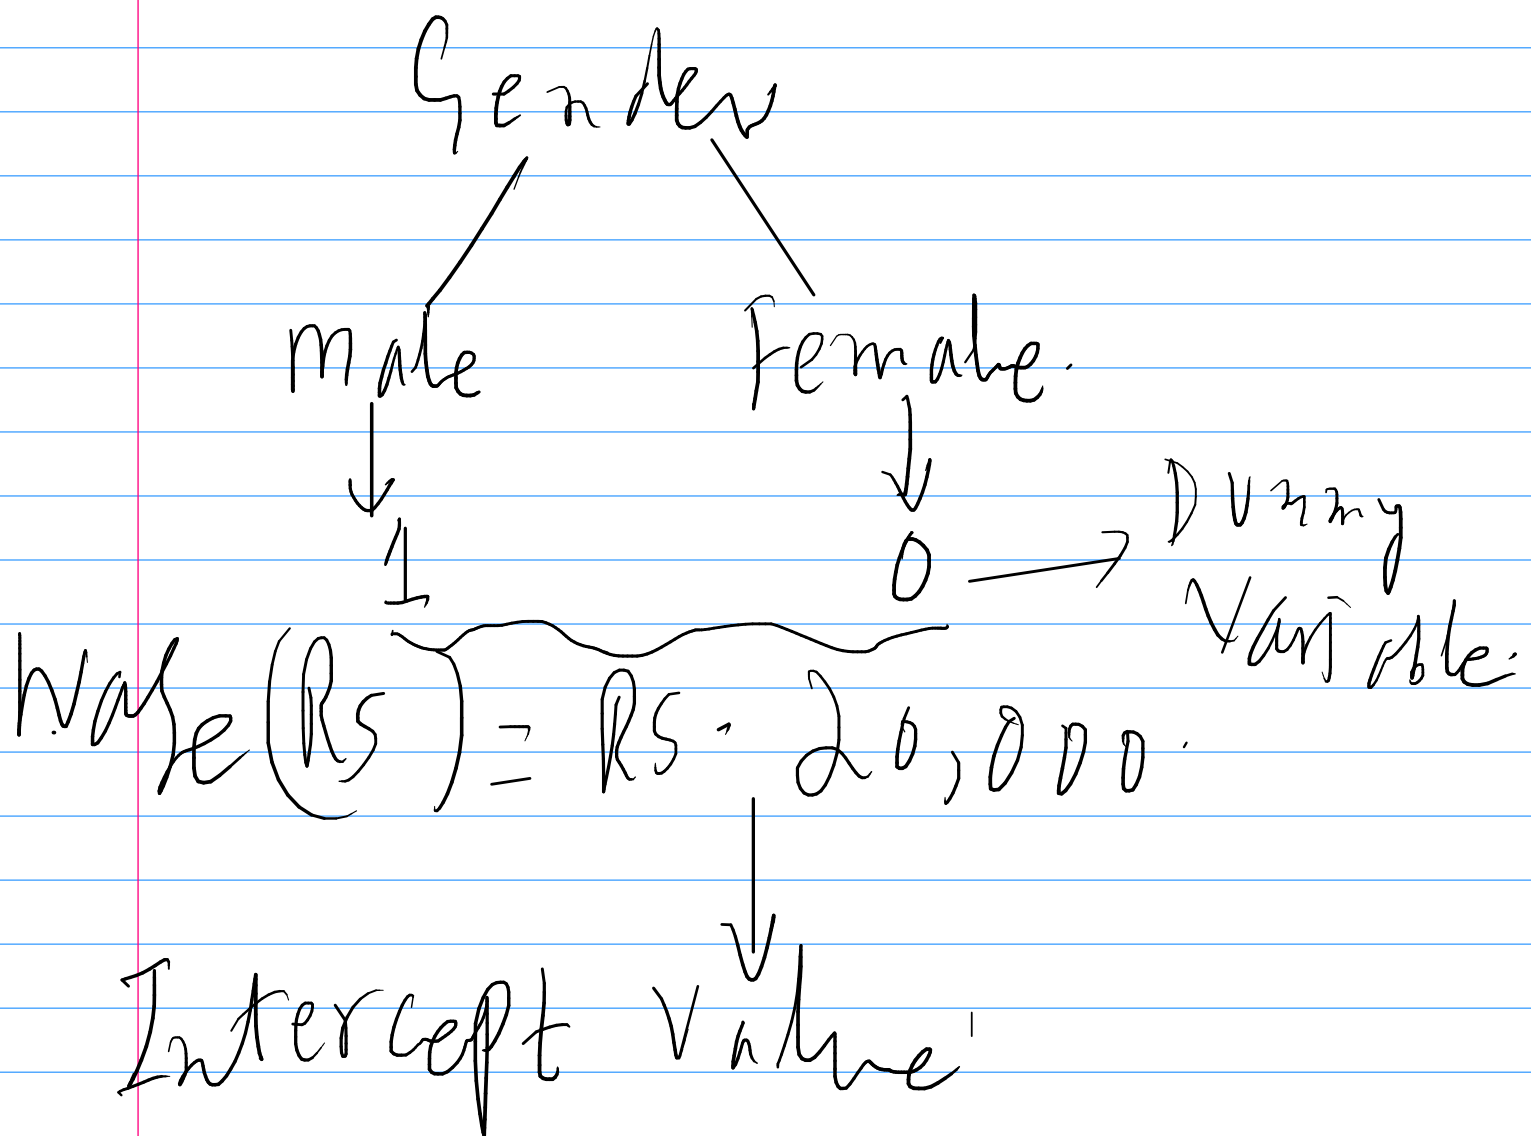 Gender
Male Female.
1 0 Dummy
Variable.
Wage (Rs) = RS. 20,000.
Intercept Value